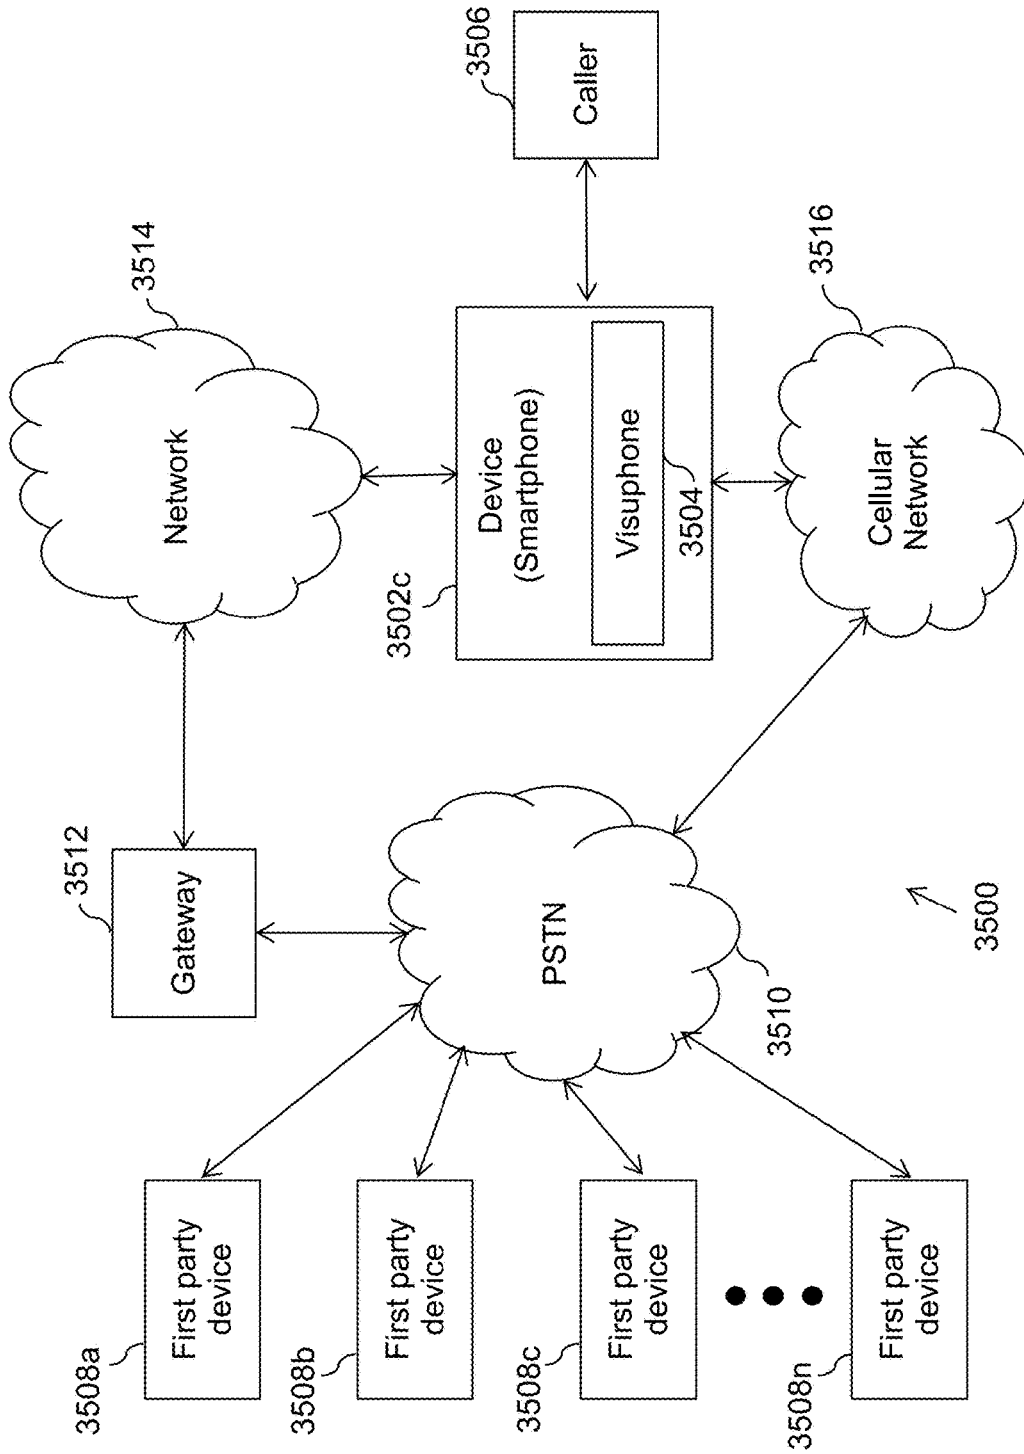 3508a
First party
device
3508b
First party
device
3508c
First party
device
3508n
First party
device
3512
Gateway
PSTN
3510
3500
3514
Network
3502c
Device
(Smartphone)
Visuphone
3504
3516
Cellular
Network
3506
Caller